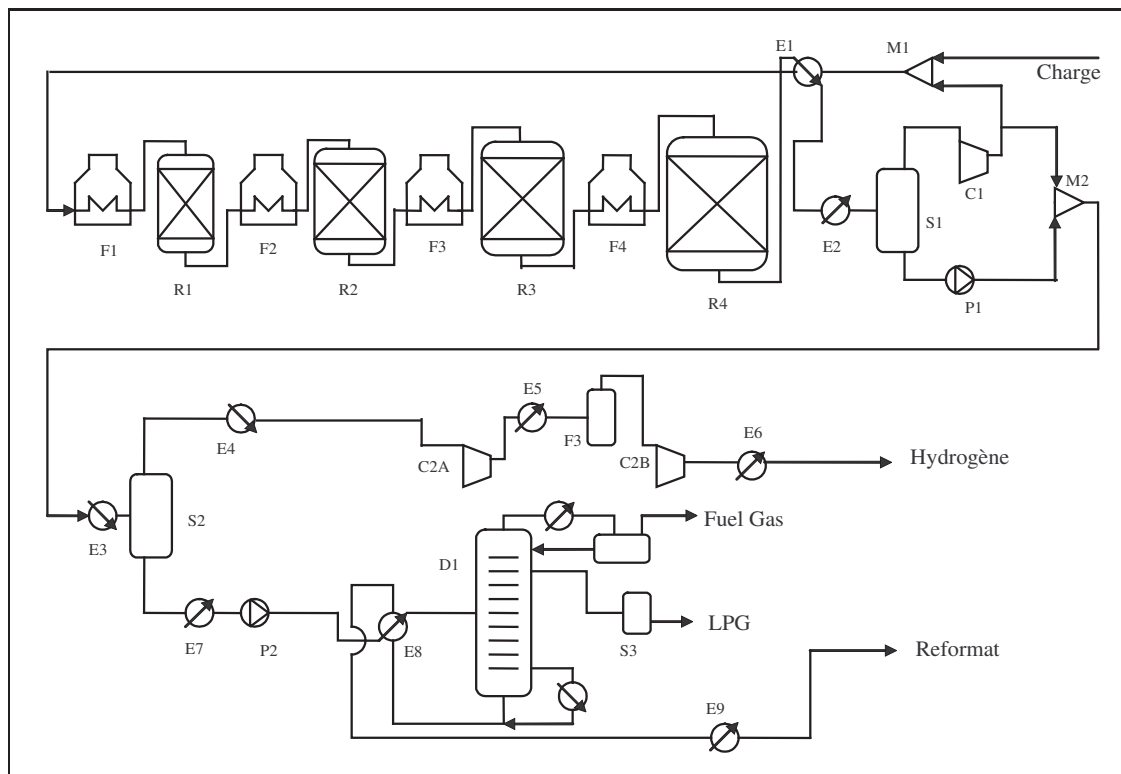 E1
M1
Charge
C1
M2
S1
E2
P1
F1
F2
F3
F4
R1
R2
R3
R4
E5
E4
C2A
F3
C2B
E6
Hydrogène
S2
E3
Fuel Gas
D1
LPG
S3
E7
P2
E8
Reformat
E9